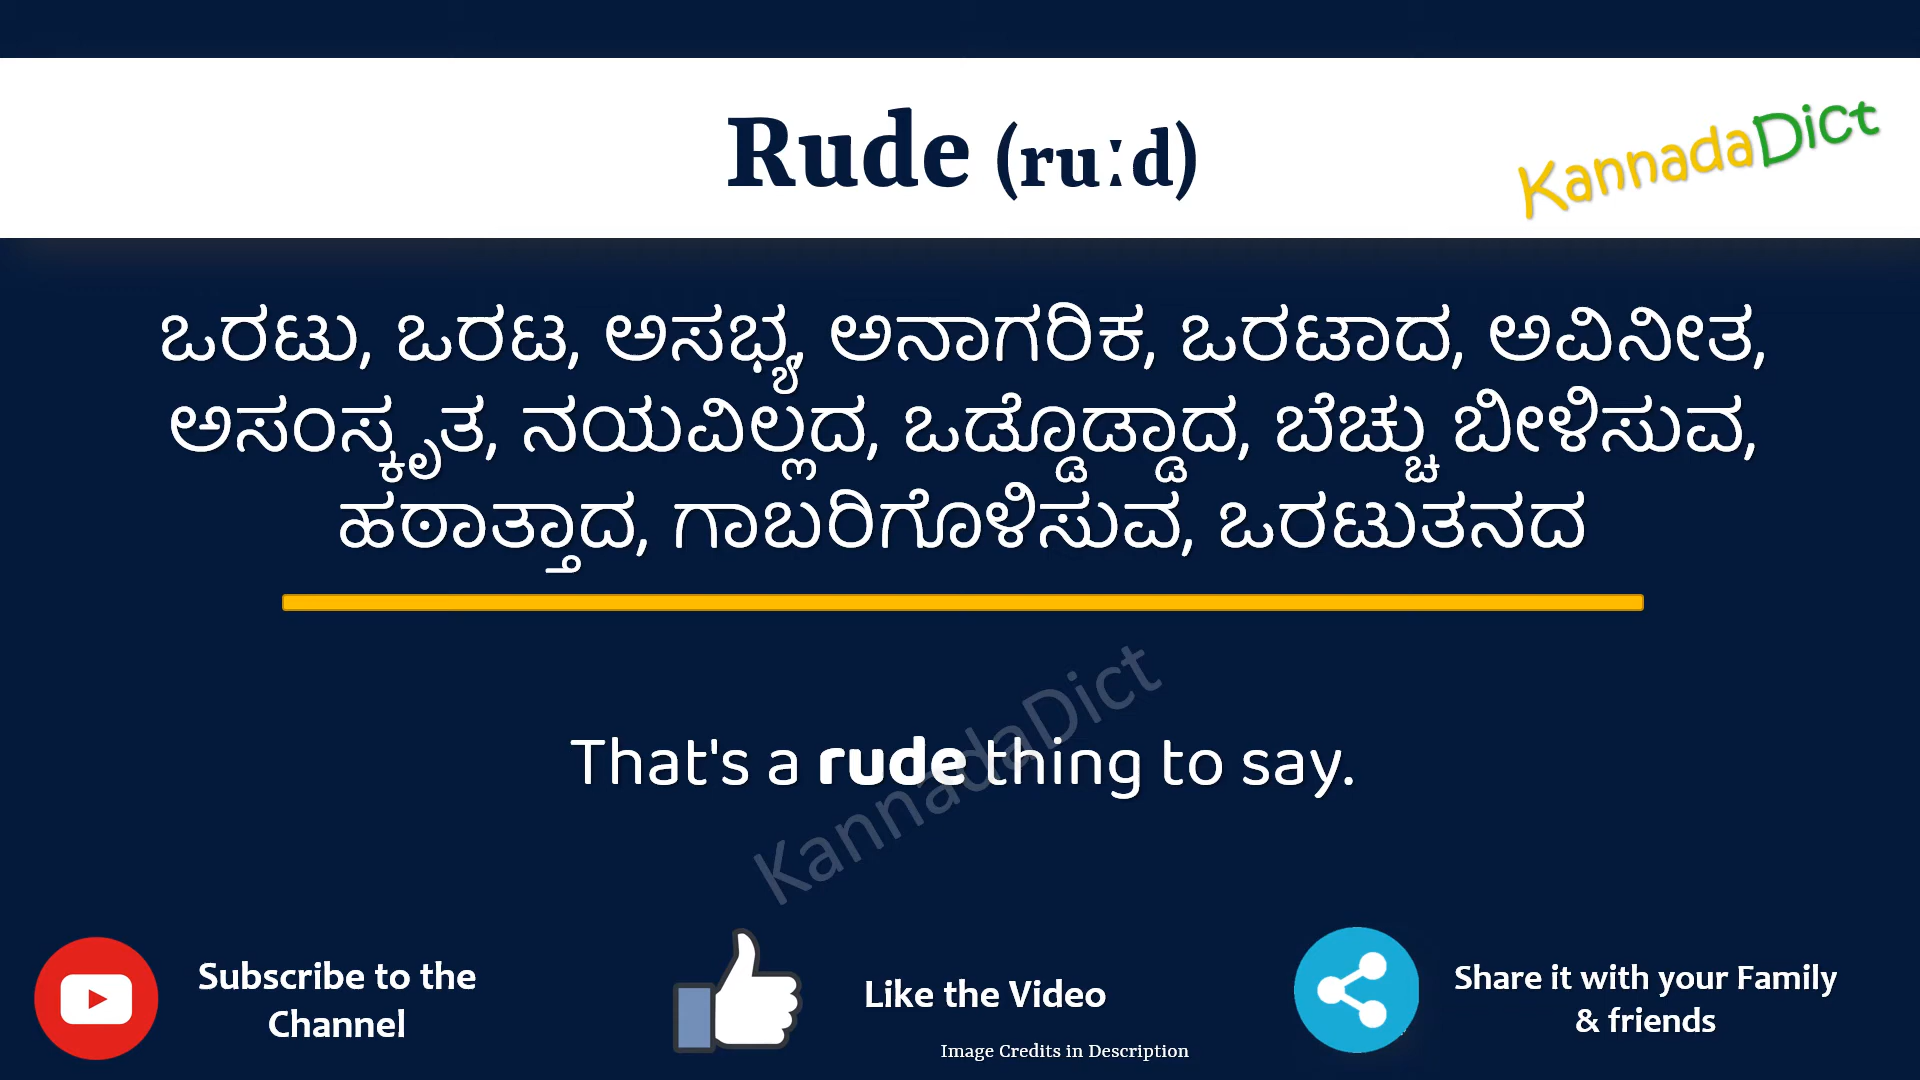 Rude (ruːd)
KannadaDict
ಒರಟು, ಒರಟ, ಅಸಭ್ಯ, ಅನಾಗರಿಕ, ಒರಟಾದ, ಅವಿನೀತ,
ಅಸಂಸ್ಕೃತ, ನಯವಿಲ್ಲದ, ಒಡ್ಡೊಡ್ಡಾದ, ಬೆಚ್ಚು ಬೀಳಿಸುವ,
ಹಠಾತ್ತಾದ, ಗಾಬರಿಗೊಳಿಸುವ, ಒರಟುತನದ
That's a rude thing to say.
KannadaDict
Subscribe to the
Channel
Like the Video
Share it with your Family
& friends
Image Credits in Description